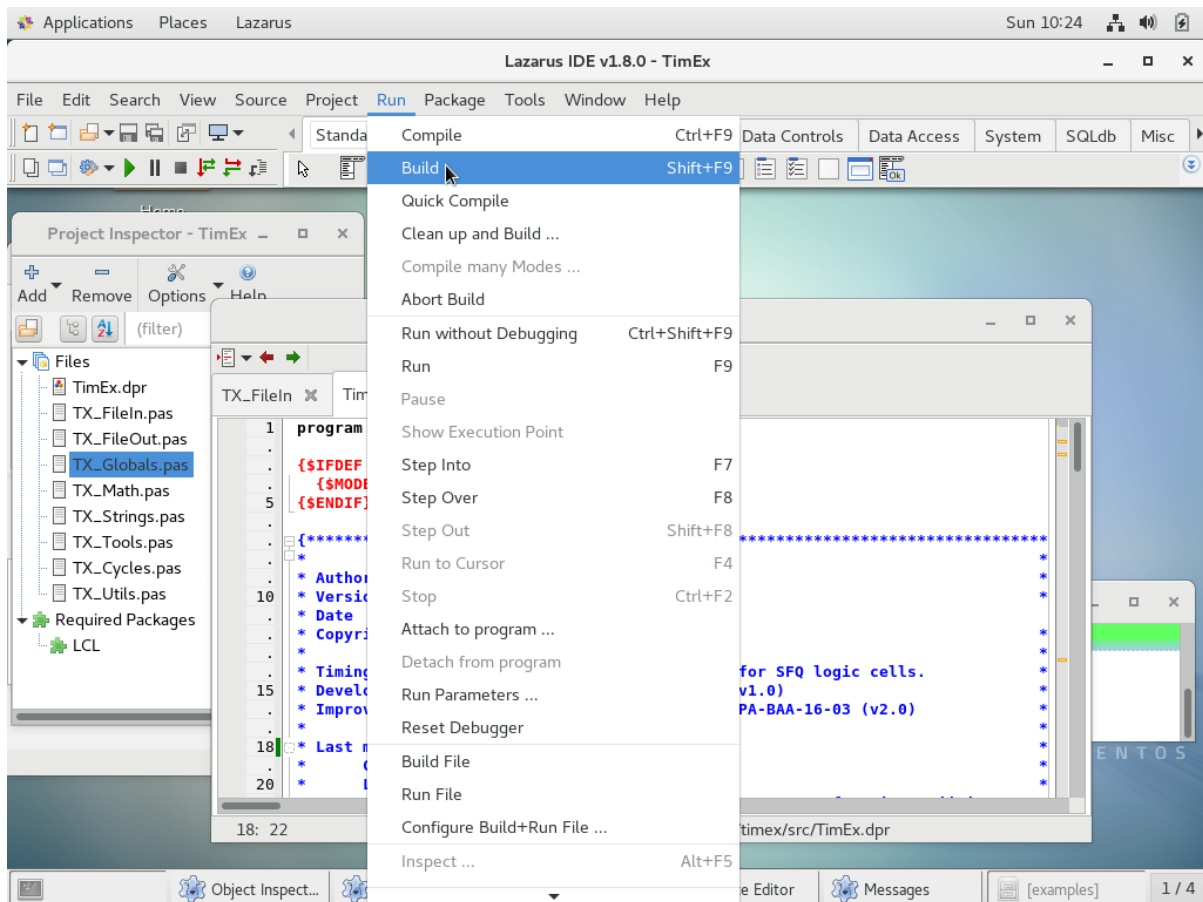 Applications Places Lazarus Sun 10:24
Lazarus IDE v1.8.0 - TimEx
File Edit Search View Source Project Run Package Tools Window Help
Standa Data Controls Data Access System SQLdb Misc
Ok
Compile Ctrl+F9
Build Shift+F9
Quick Compile
Clean up and Build ...
Compile many Modes ...
Abort Build
Run without Debugging Ctrl+Shift+F9
Run F9
Pause
Show Execution Point
Step Into F7
Step Over F8
Step Out Shift+F8
Run to Cursor F4
Stop Ctrl+F2
Attach to program ...
Detach from program
Run Parameters ...
Reset Debugger
Build File
Run File
Configure Build+Run File ...
Inspect ... Alt+F5
Home
Project Inspector - TimEx
Add Remove Options Help
(filter)
Files
TimEx.dpr
TX_FileIn.pas
TX_FileOut.pas
TX_Globals.pas
TX_Math.pas
TX_Strings.pas
TX_Tools.pas
TX_Cycles.pas
TX_Utils.pas
Required Packages
LCL
TX_FileIn Tim
1 program
.
. {$IFDEF
. {$MODE
5 {$ENDIF}
.
. {******* *********************************
. * *
. * Author *
10 * Versio *
. * Date
. * Copyri *
. * *
. * Timing for SFQ logic cells.
15 * Develo v1.0)
. * Improv PA-BAA-16-03 (v2.0)
. * *
18 * Last m *
. * *
20 * *
18: 22 /timex/src/TimEx.dpr
ENTOS
Object Inspect... e Editor Messages [examples] 1 / 4